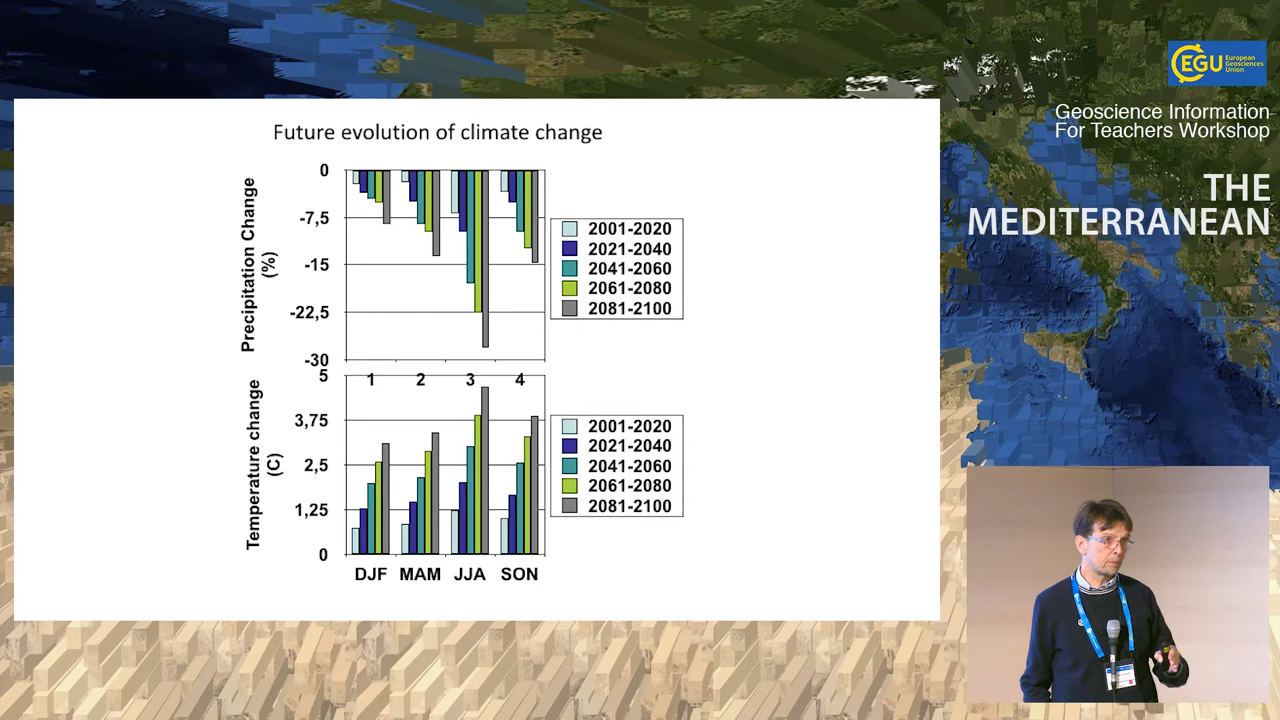 EGU
European
Geosciences
Union
Geoscience Information
For Teachers Workshop
THE
MEDITERRANEAN
Future evolution of climate change
Precipitation Change
(%)
0
-7,5
-15
-22,5
-30
1 2 3 4
2001-2020
2021-2040
2041-2060
2061-2080
2081-2100
Temperature change
(C)
5
3,75
2,5
1,25
0
DJF MAM JJA SON
2001-2020
2021-2040
2041-2060
2061-2080
2081-2100